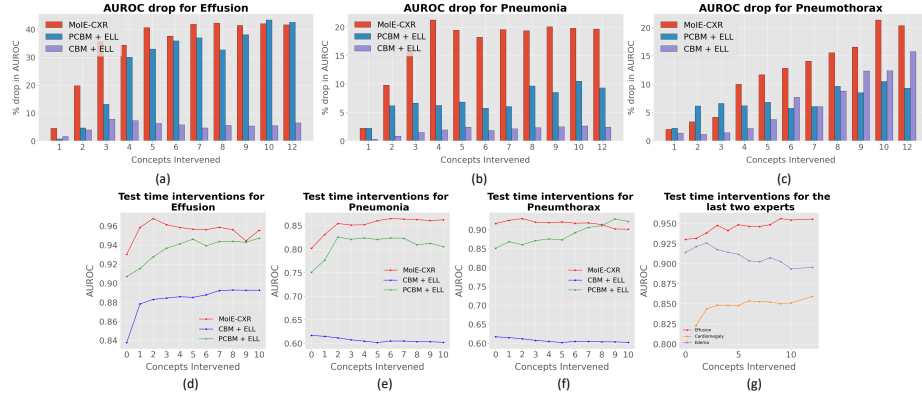 AUROC drop for Effusion
MoIE-CXR
PCBM + ELL
CBM + ELL
% drop in AUROC
40
30
20
10
0
1 2 3 4 5 6 7 8 9 10 12
Concepts Intervened
(a)
AUROC drop for Pneumonia
MoIE-CXR
PCBM + ELL
CBM + ELL
% drop in AUROC
20
15
10
5
0
1 2 3 4 5 6 7 8 9 10 12
Concepts Intervened
(b)
AUROC drop for Pneumothorax
MoIE-CXR
PCBM + ELL
CBM + ELL
% drop in AUROC
20
15
10
5
0
1 2 3 4 5 6 7 8 9 10 12
Concepts Intervened
(c)
Test time interventions for
Effusion
AUROC
0.96
0.94
0.92
0.90
0.88
0.86
0.84
MoIE-CXR
CBM + ELL
PCBM + ELL
0 1 2 3 4 5 6 7 8 9 10
Concepts Intervened
(d)
Test time interventions for
Pneumonia
AUROC
0.85
0.80
0.75
0.70
0.65
0.60
MoIE-CXR
CBM + ELL
PCBM + ELL
0 1 2 3 4 5 6 7 8 9 10
Concepts Intervened
(e)
Test time interventions for
Pneumthorax
AUROC
0.95
0.90
0.85
0.80
0.75
0.70
0.65
0.60
MoIE-CXR
CBM + ELL
PCBM + ELL
0 1 2 3 4 5 6 7 8 9 10
Concepts Intervened
(f)
Test time interventions for the
last two experts
AUROC
0.950
0.925
0.900
0.875
0.850
0.825
0.800
Effusion
Cardiomegaly
Edema
0 5 10
Concepts Intervened
(g)